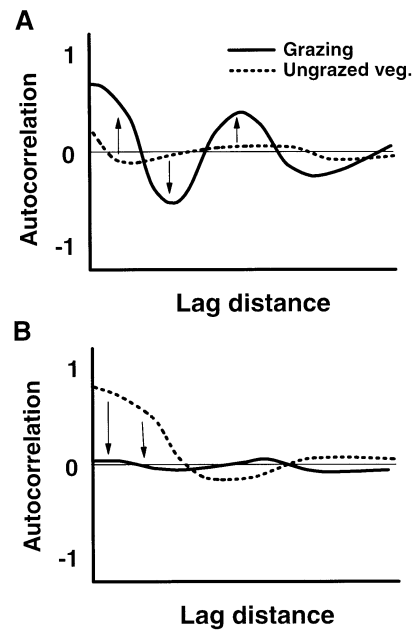 A
1
Grazing
Ungrazed veg.
Autocorrelation
0
-1
Lag distance
B
1
Autocorrelation
0
-1
Lag distance